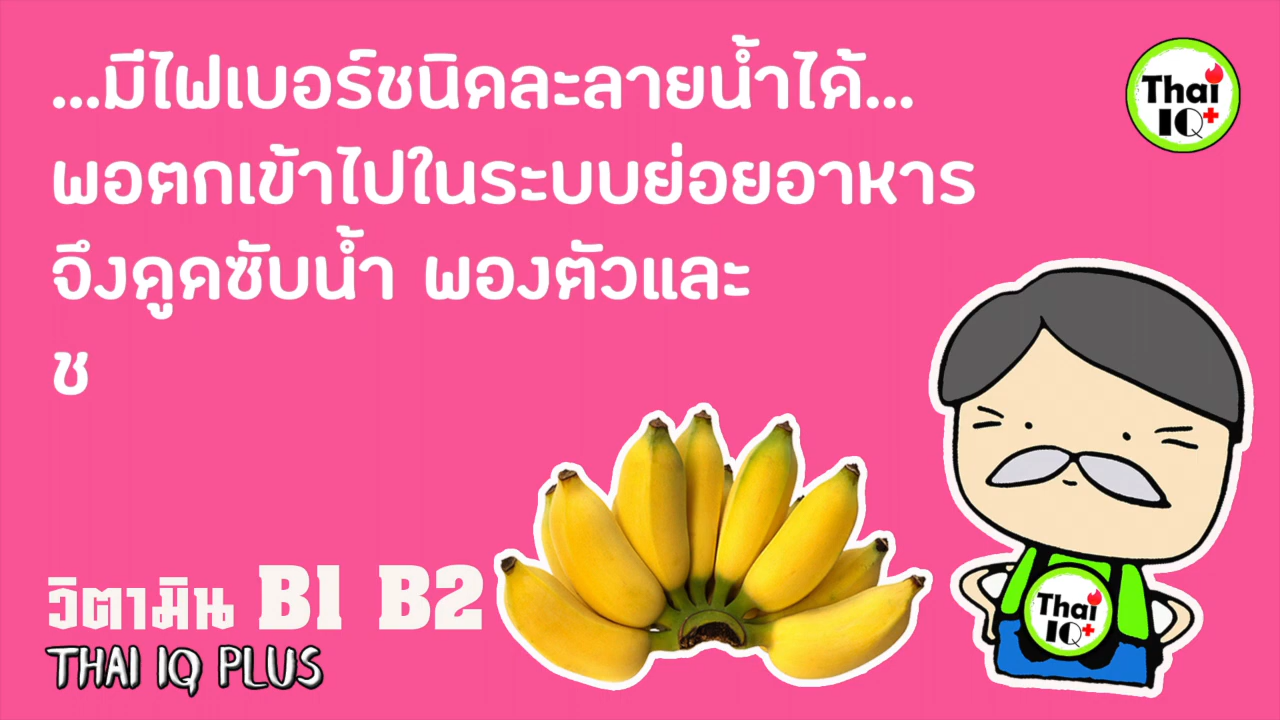 ...มีไฟเบอร์ชนิดละลายน้ำได้...
พอตกเข้าไปในระบบย่อยอาหาร
จึงดูดซับน้ำ พองตัวและ
ช
วิตามิน B1 B2
THAI IQ PLUS
Thai
IQ+
Thai
IQ+